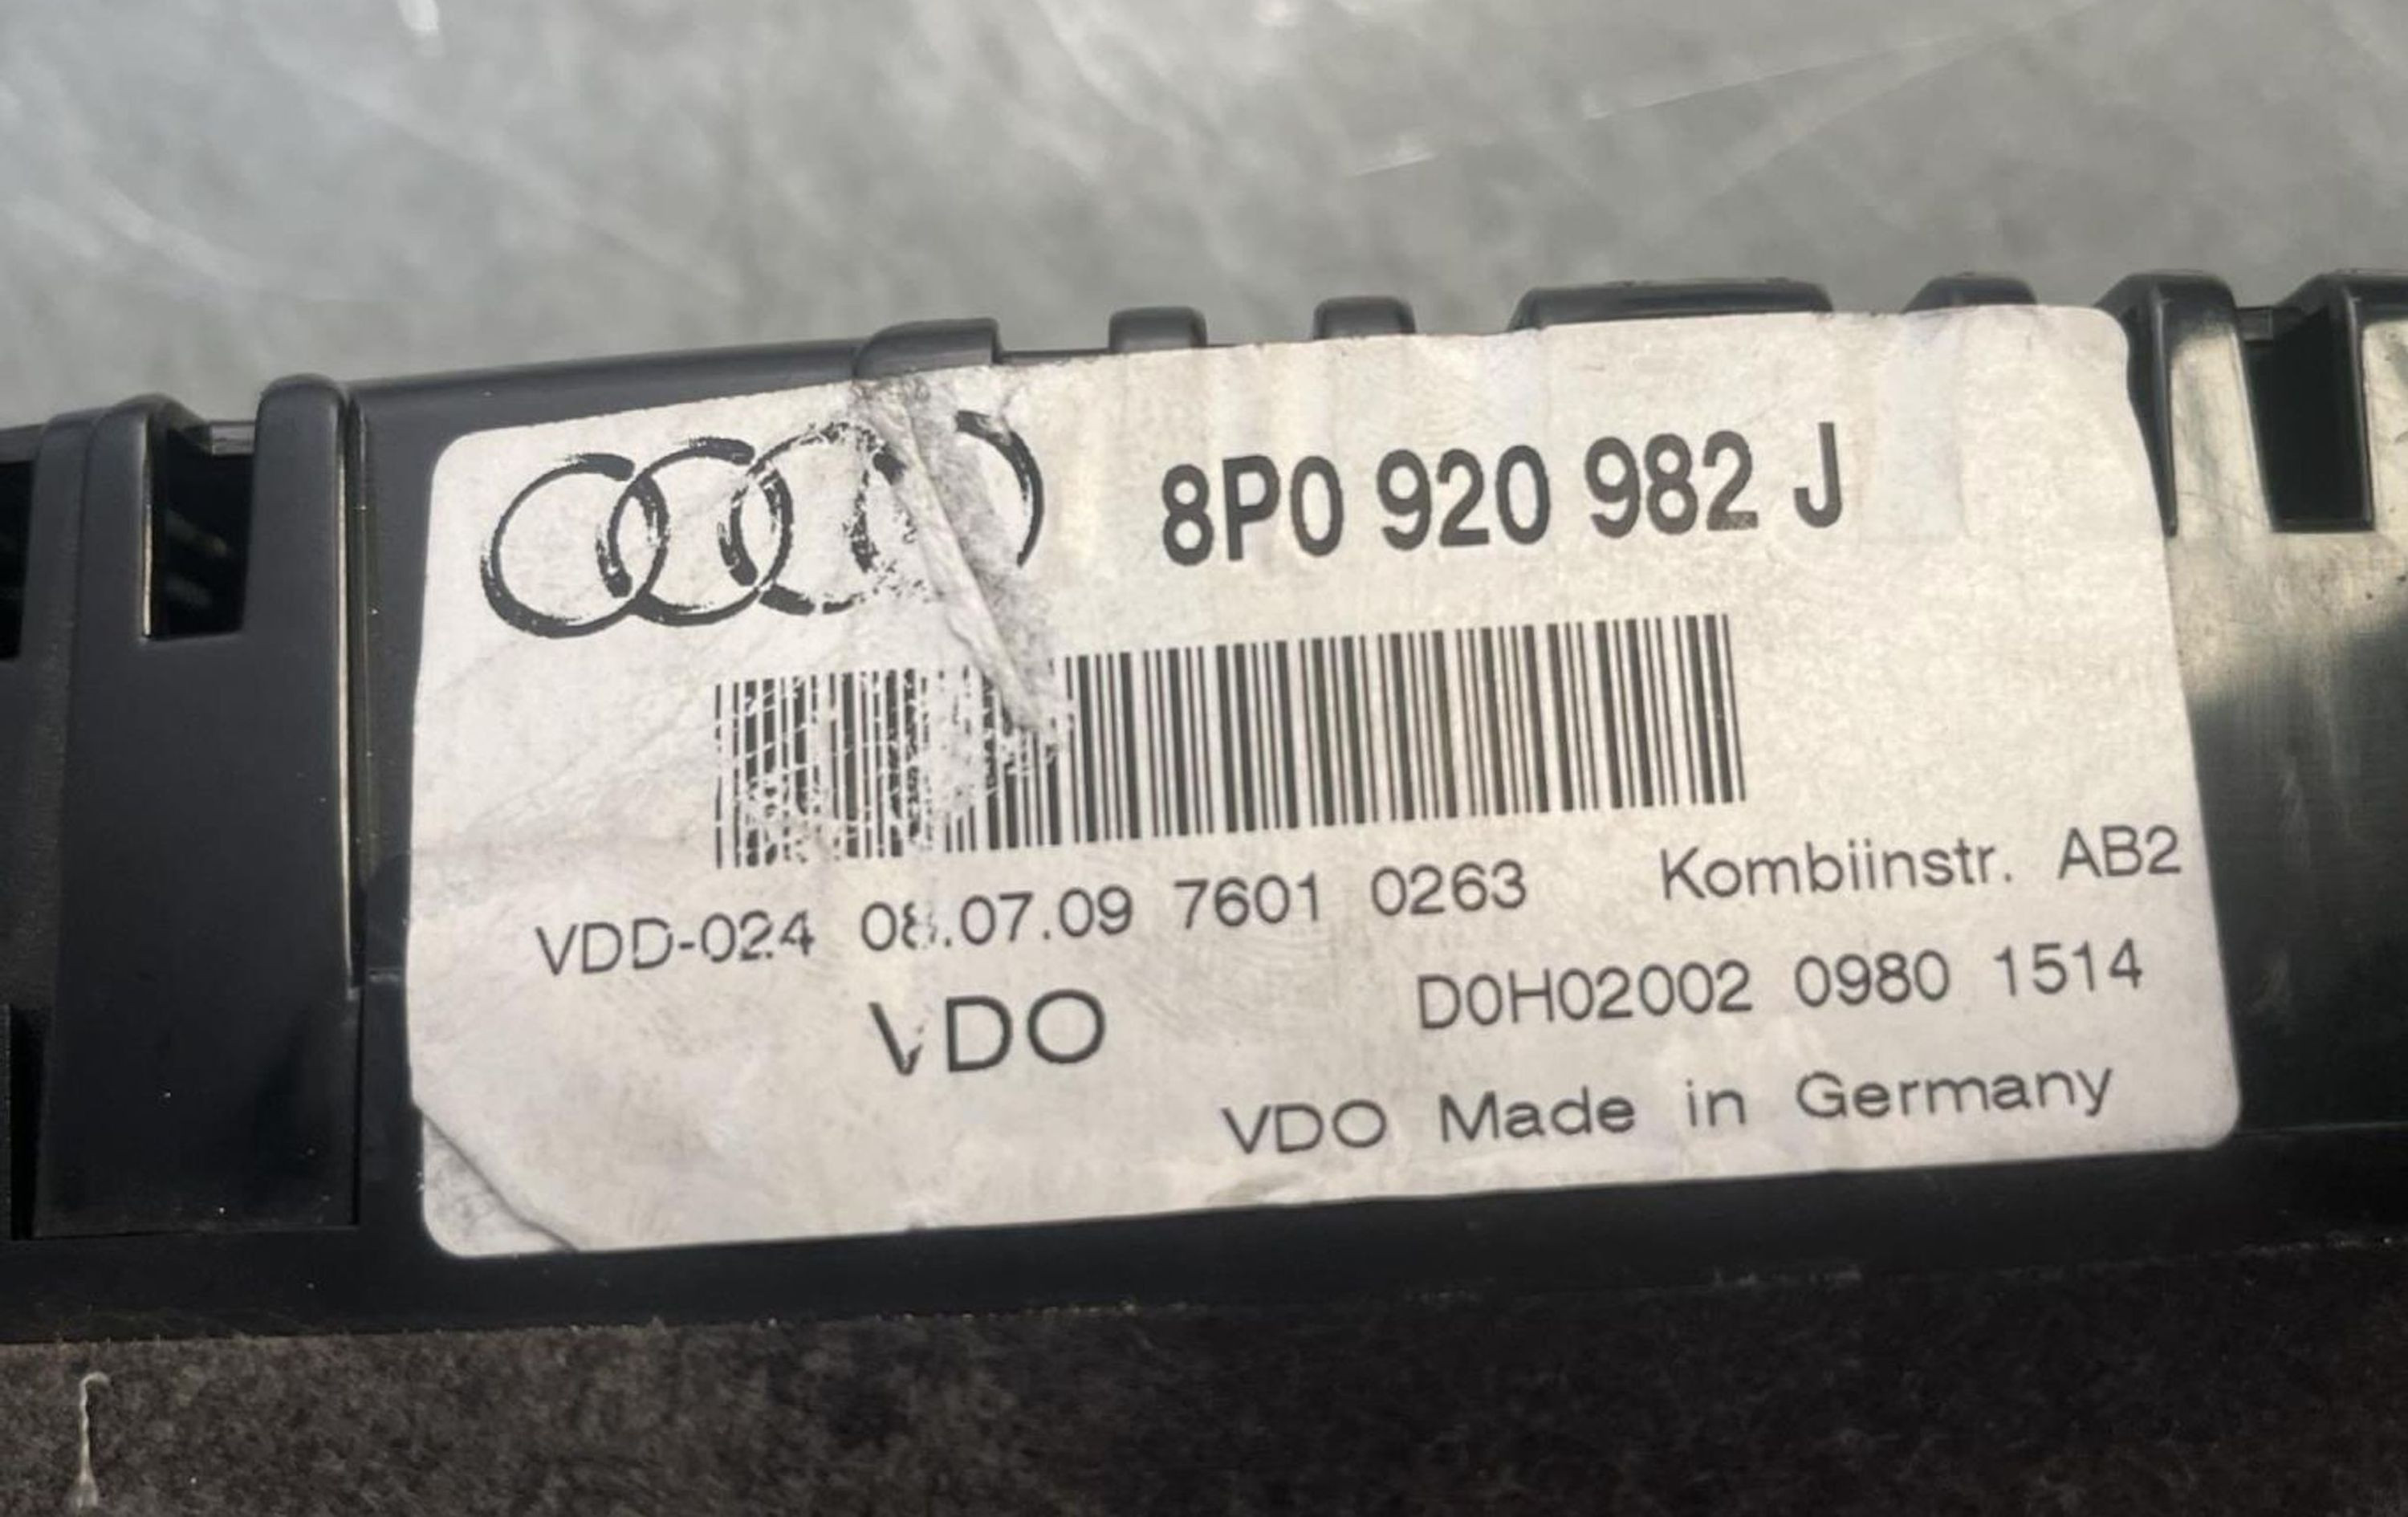 8P0 920 982 J
VDD-024 08.07.09 7601 0263 Kombiinstr. AB2
VDO D0H02002 0980 1514
VDO Made in Germany